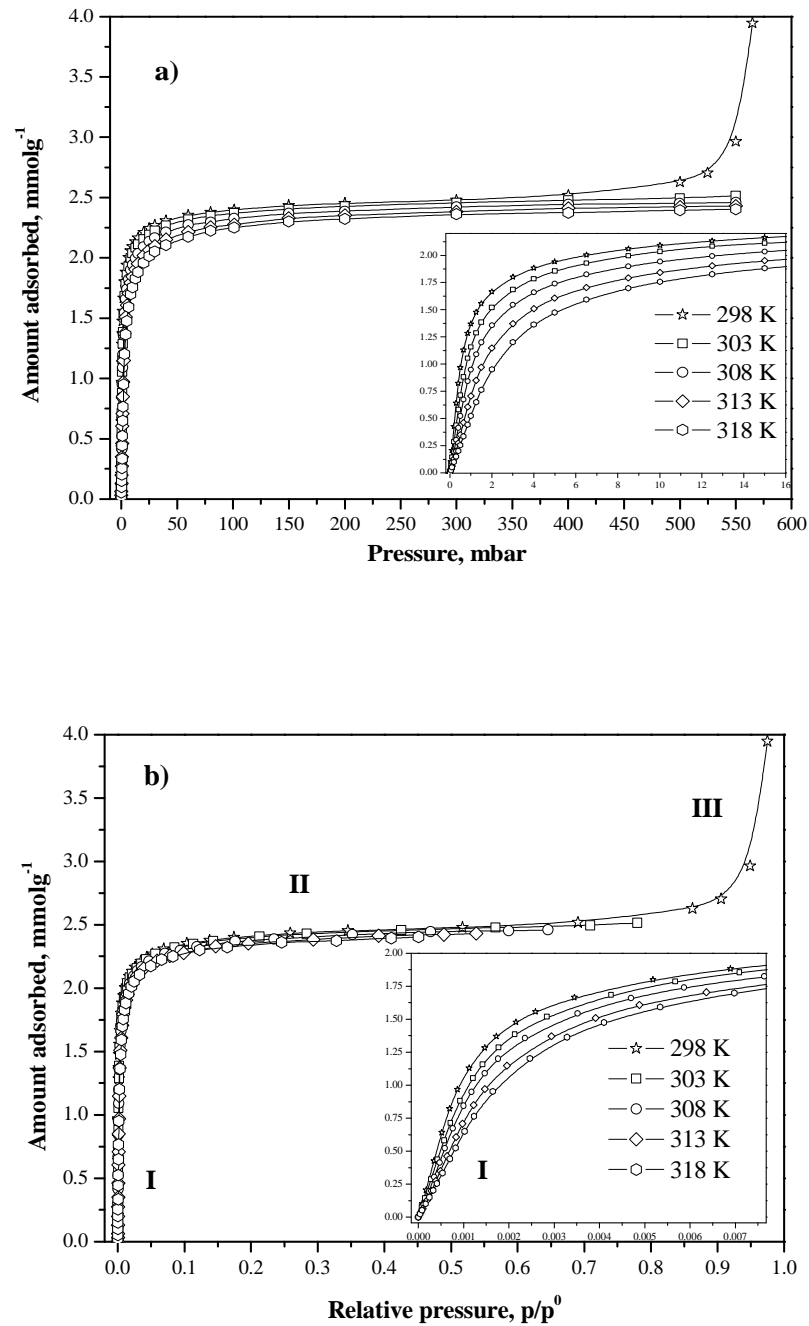 a)
Amount adsorbed, mmolg⁻¹
4.0
3.5
3.0
2.5
2.0
1.5
1.0
0.5
0.0
0 50 100 150 200 300 400 500 550 600
Pressure, mbar
2.00
1.75
1.50
1.25
1.00
0.75
0.50
0.25
0.00
0 2 4 6 8 10 12 14 16
298 K
303 K
308 K
313 K
318 K
b)
Amount adsorbed, mmolg⁻¹
4.0
3.5
3.0
2.5
2.0
1.5
1.0
0.5
0.0
I
II
III
0.0 0.1 0.2 0.3 0.4 0.5 0.6 0.7 0.8 0.9 1.0
Relative pressure, p/p⁰
2.00
1.75
1.50
1.25
1.00
0.75
0.50
0.25
0.00
0.000 0.001 0.002 0.003 0.004 0.005 0.006 0.007
I
298 K
303 K
308 K
313 K
318 K